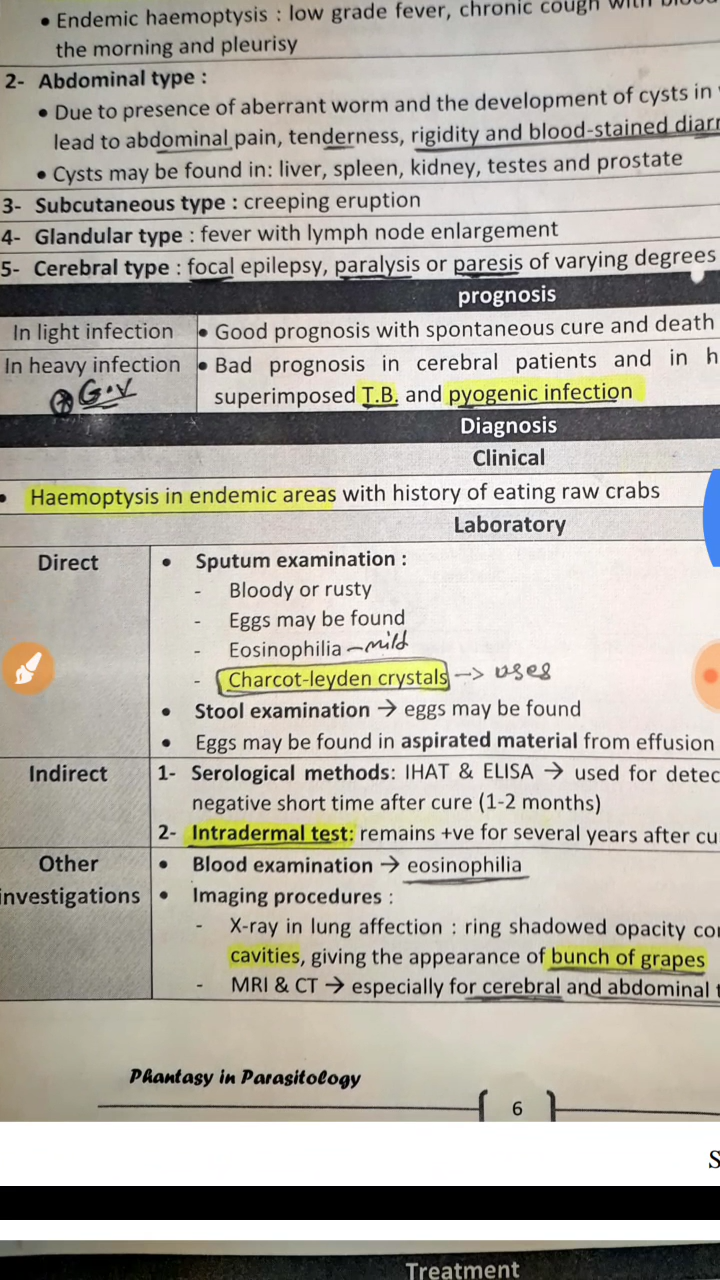 • Endemic haemoptysis : low grade fever, chronic cough with
the morning and pleurisy
2- Abdominal type :
• Due to presence of aberrant worm and the development of cysts in
lead to abdominal pain, tenderness, rigidity and blood-stained diarr
• Cysts may be found in: liver, spleen, kidney, testes and prostate
3- Subcutaneous type : creeping eruption
4- Glandular type : fever with lymph node enlargement
5- Cerebral type : focal epilepsy, paralysis or paresis of varying degrees
prognosis
In light infection • Good prognosis with spontaneous cure and death
In heavy infection • Bad prognosis in cerebral patients and in h
superimposed T.B. and pyogenic infection
Diagnosis
Clinical
• Haemoptysis in endemic areas with history of eating raw crabs
Laboratory
Direct • Sputum examination :
- Bloody or rusty
- Eggs may be found
- Eosinophilia - mild
- Charcot-leyden crystals -> uses
• Stool examination → eggs may be found
• Eggs may be found in aspirated material from effusion
Indirect 1- Serological methods: IHAT & ELISA → used for detec
negative short time after cure (1-2 months)
2- Intradermal test: remains +ve for several years after cu
Other • Blood examination → eosinophilia
investigations • Imaging procedures :
- X-ray in lung affection : ring shadowed opacity co
cavities, giving the appearance of bunch of grapes
- MRI & CT → especially for cerebral and abdominal t
Phantasy in Parasitology
6
S
Treatment